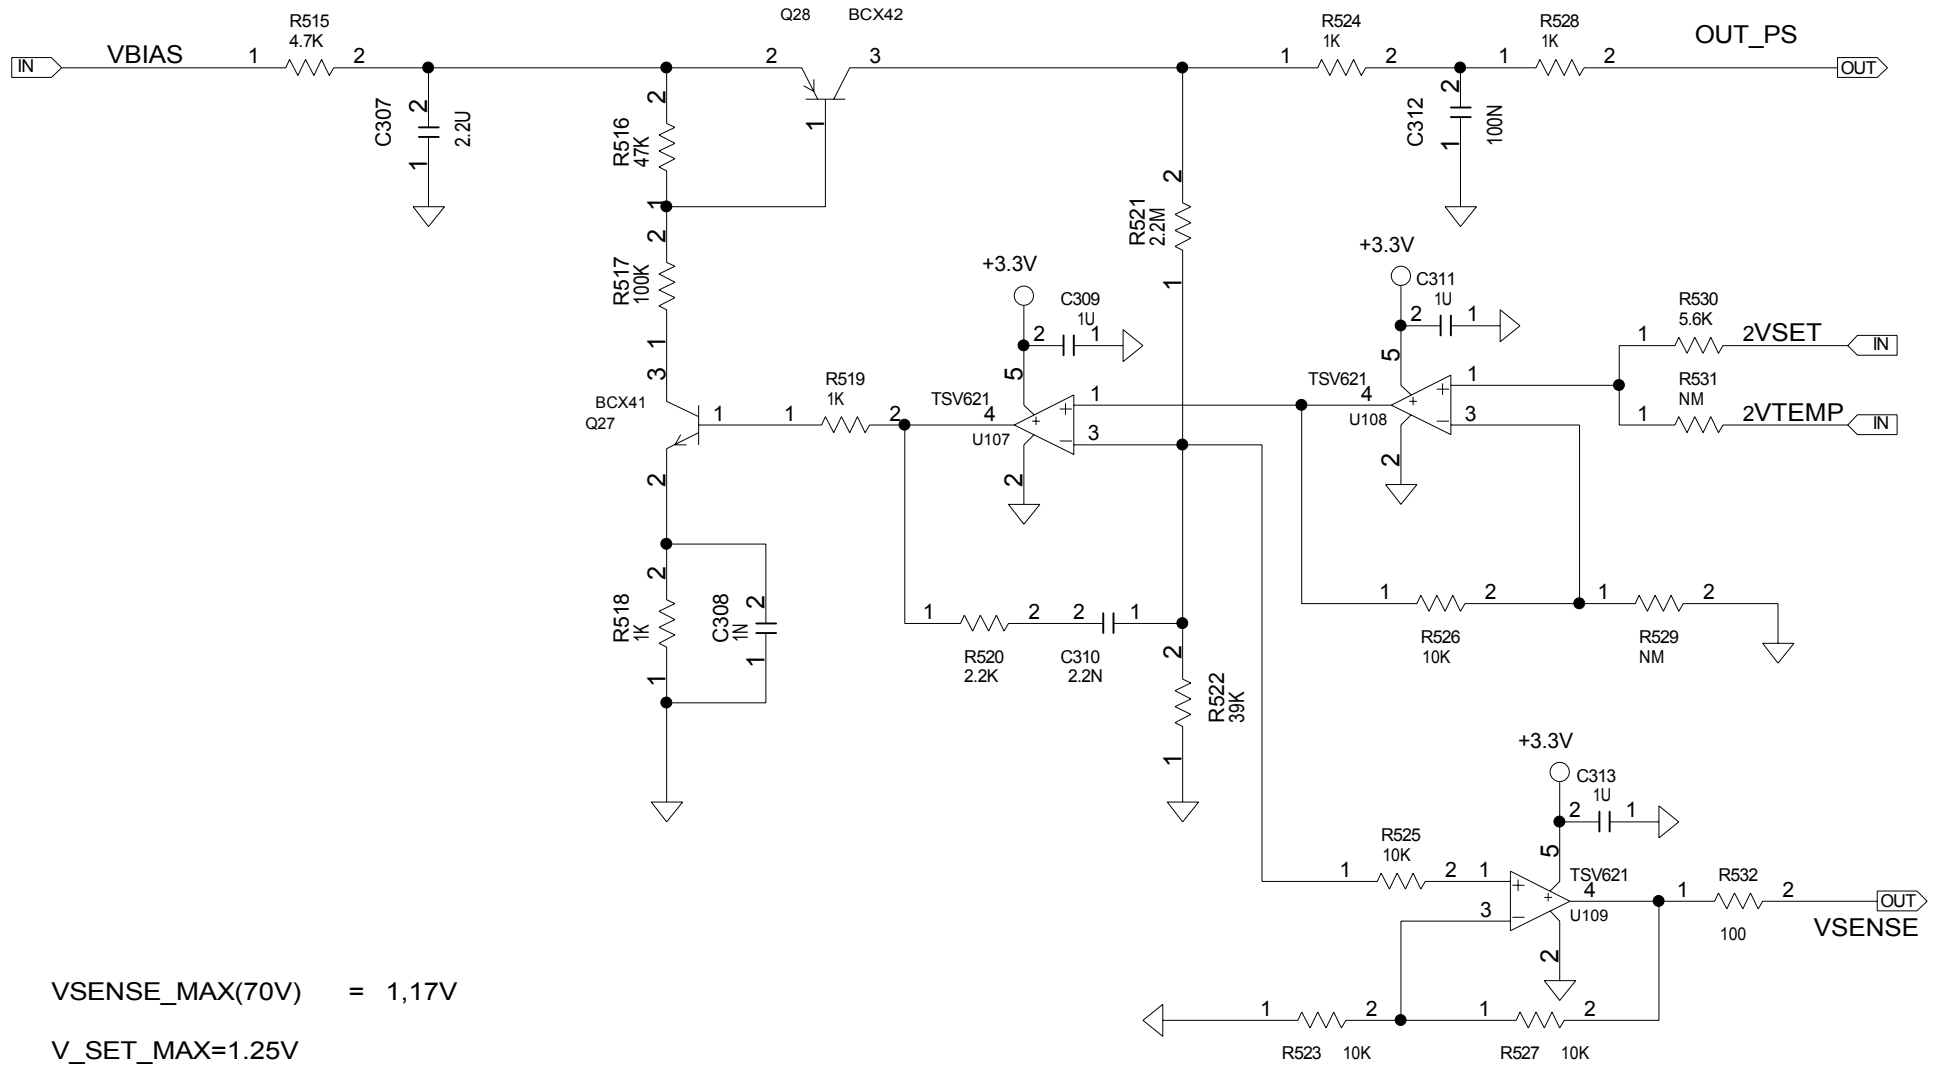 R515
4.7K
Q28 BCX42
R524
1K
R528
1K
OUT_PS
IN
VBIAS
1 2
2 3
1 2
1 2
OUT
C307
2.2U
2
1
R516
47K
2
1
1
C312
100N
2
1
R521
2.2M
2
1
R517
100K
2
1
+3.3V
C309
1U
2 1
5
+3.3V
C311
1U
2 1
5
R530
5.6K
1 2
VSET
IN
R531
NM
1 2
VTEMP
IN
BCX41
Q27
3
1
2
R519
1K
1 2
TSV621
4
U107
+
−
+
1
3
2
TSV621
4
U108
+
−
+
1
3
2
R518
1K
2
1
C308
1N
2
1
1 2
R520
2.2K
2 1
C310
2.2N
2
R522
39K
1
1 2
R526
10K
1 2
R529
NM
+3.3V
C313
1U
2 1
5
R525
10K
1 2
1
3
+
−
+
TSV621
4
U109
2
R532
1 2
100
OUT
VSENSE
1 2
R523 10K
1 2
R527 10K
VSENSE_MAX(70V) = 1,17V
V_SET_MAX=1.25V